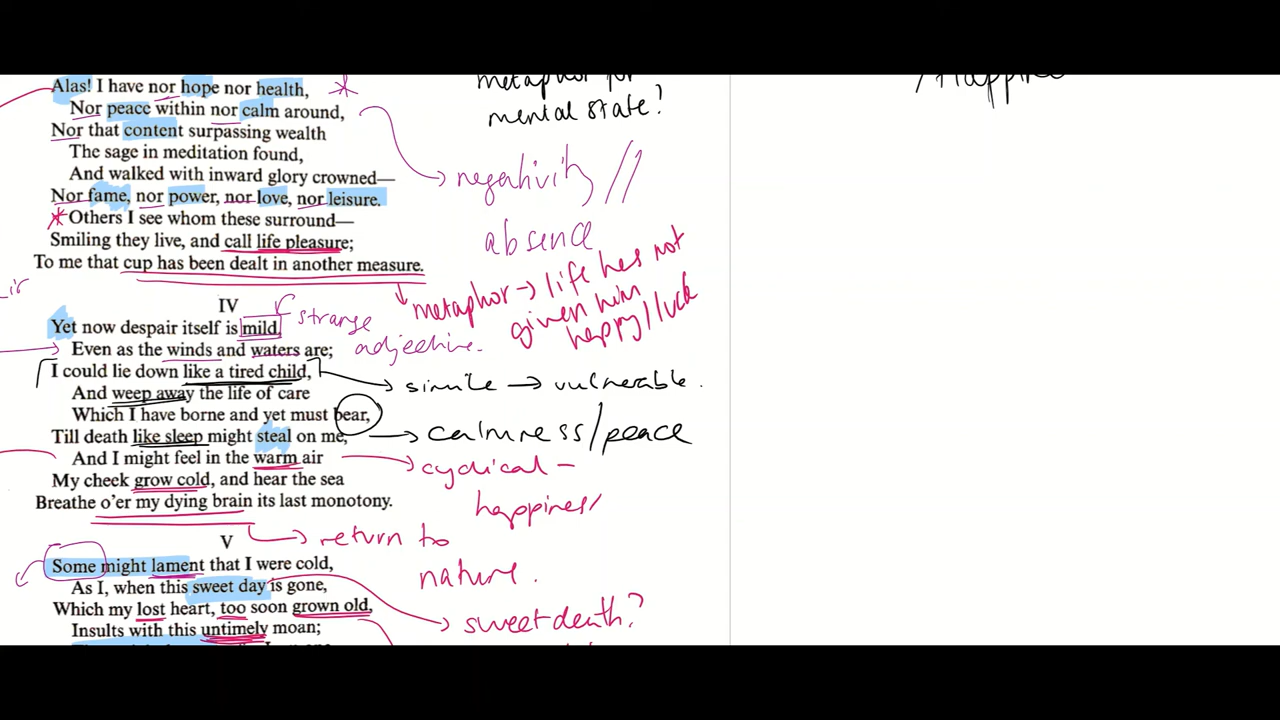 metaphor for
Alas! I have nor hope nor health,
Nor peace within nor calm around,
mental state?
Nor that content surpassing wealth
The sage in meditation found,
And walked with inward glory crowned—
negativity //
absence
Nor fame, nor power, nor love, nor leisure.
Others I see whom these surround—
Smiling they live, and call life pleasure;
To me that cup has been dealt in another measure.
metaphor → life has not
given him
happy/luck
IV
strange
adjective.
Yet now despair itself is mild,
Even as the winds and waters are;
I could lie down like a tired child,
simile → vulnerable.
And weep away the life of care
Which I have borne and yet must bear,
Till death like sleep might steal on me,
calmness/peace
And I might feel in the warm air
cyclical –
My cheek grow cold, and hear the sea
happiness/
Breathe o'er my dying brain its last monotony.
return to
nature.
V
Some might lament that I were cold,
As I, when this sweet day is gone,
Which my lost heart, too soon grown old,
sweet death?
Insults with this untimely moan;